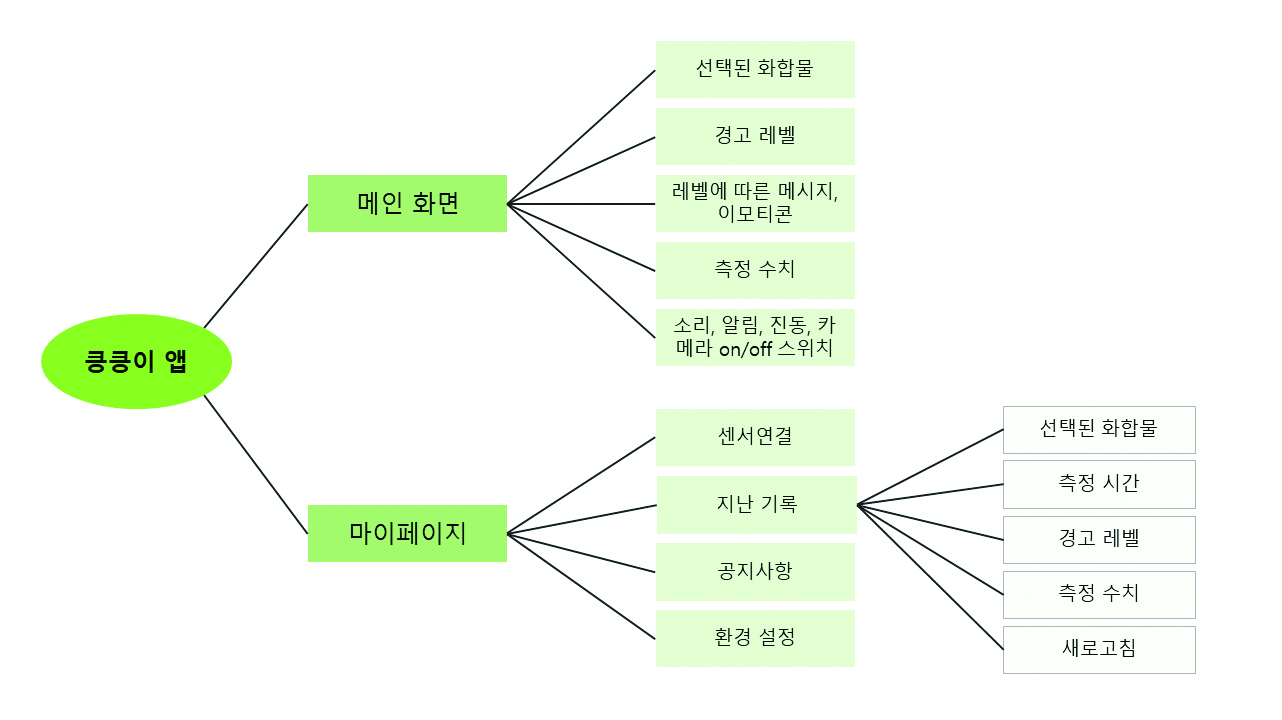 선택된 화합물
경고 레벨
레벨에 따른 메시지,
이모티콘
메인 화면
측정 수치
소리, 알림, 진동, 카
메라 on/off 스위치
킁킁이 앱
센서연결
지난 기록
마이페이지
공지사항
환경 설정
선택된 화합물
측정 시간
경고 레벨
측정 수치
새로고침